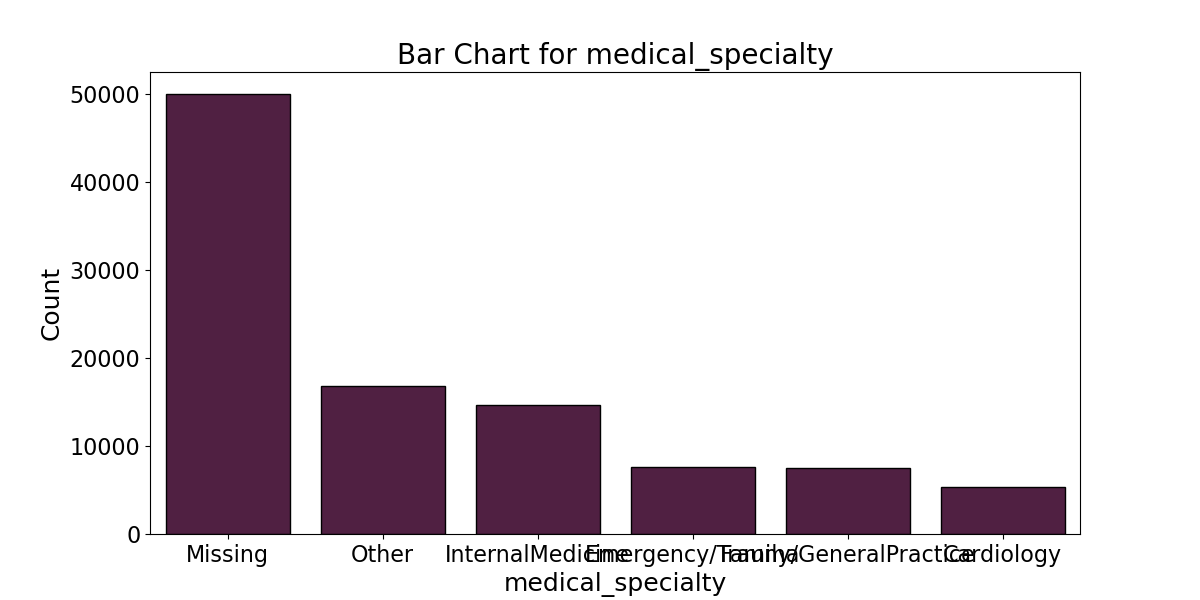 Bar Chart for medical_specialty
50000
40000
30000
20000
10000
0
Count
Missing Other InternalMedicine Emergency/Trauma Family/GeneralPractice Cardiology
medical_specialty